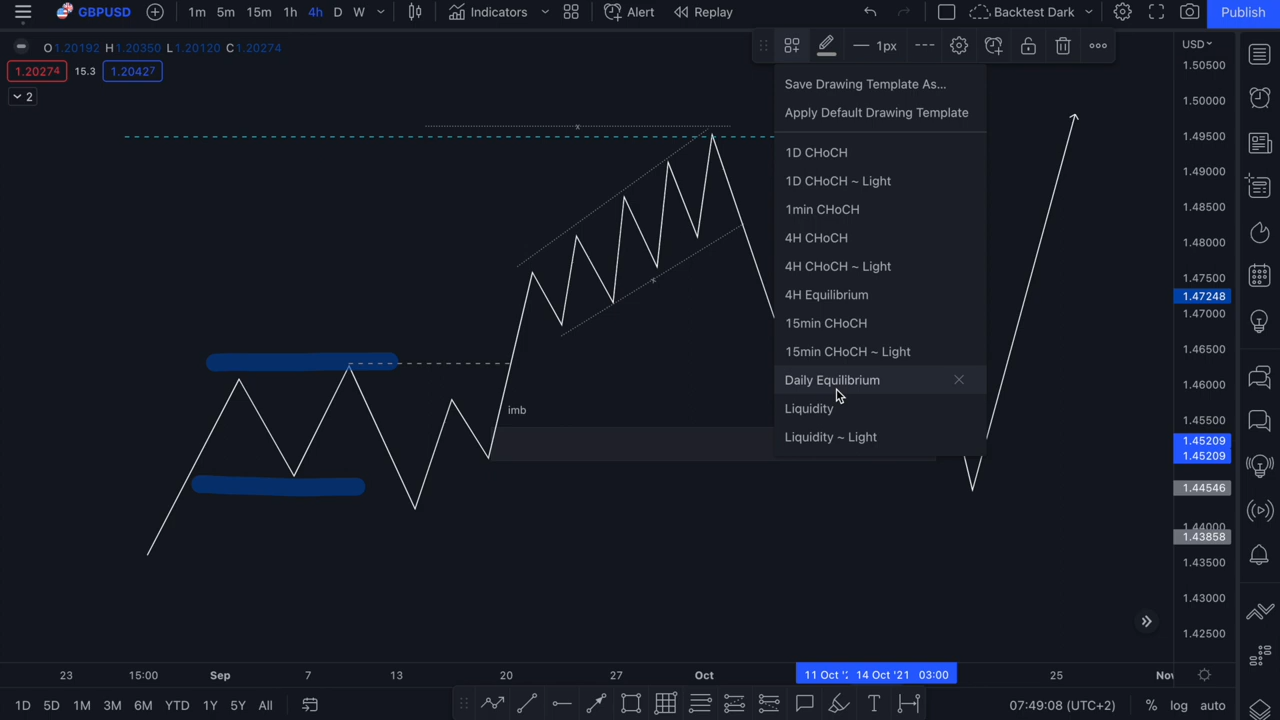 GBPUSD 1m 5m 15m 1h 4h D W Indicators Alert Replay Backtest Dark Publish
O1.20192 H1.20350 L1.20120 C1.20274
1.20274 15.3 1.20427
2
1px
USD
Save Drawing Template As...
Apply Default Drawing Template
1D CHoCH
1D CHoCH ~ Light
1min CHoCH
4H CHoCH
4H CHoCH ~ Light
4H Equilibrium
15min CHoCH
15min CHoCH ~ Light
Daily Equilibrium
Liquidity
Liquidity ~ Light
x
x
imb
1.50500
1.50000
1.49500
1.49000
1.48500
1.48000
1.47500
1.47248
1.47000
1.46500
1.46000
1.45500
1.45209
1.45209
1.44546
1.44000
1.43858
1.43500
1.43000
1.42500
23 15:00 Sep 7 13 20 27 Oct 11 Oct '2 14 Oct '21 03:00 25
1D 5D 1M 3M 6M YTD 1Y 5Y All 07:49:08 (UTC+2) % log auto